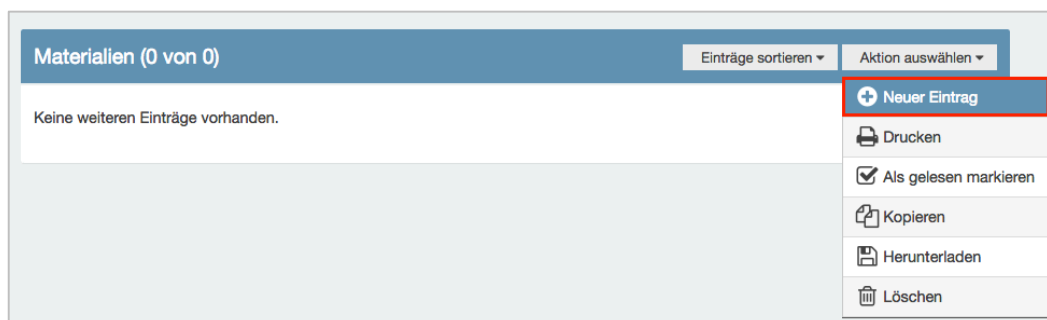 Materialien (0 von 0)
Einträge sortieren
Aktion auswählen
Keine weiteren Einträge vorhanden.
Neuer Eintrag
Drucken
Als gelesen markieren
Kopieren
Herunterladen
Löschen